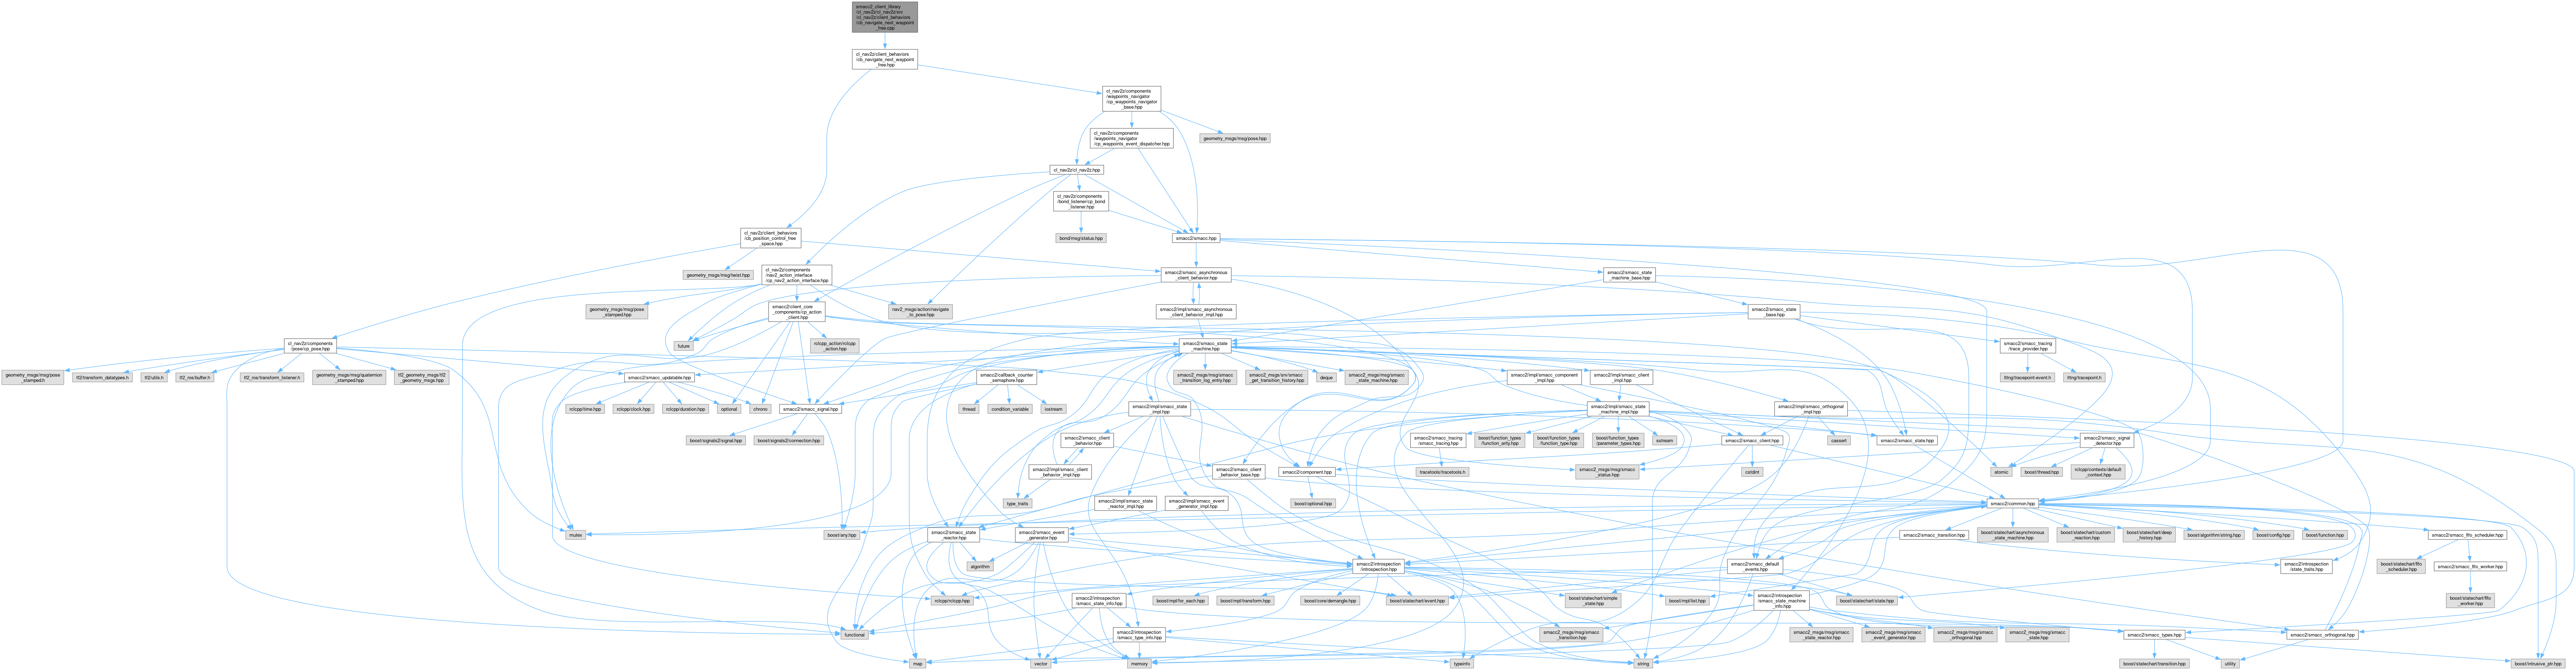 smacc2_client_library
/cl_nav2z/cl_nav2z/src
/cl_nav2z/client_behaviors
/cb_navigate_next_waypoint
_free.cpp
cl_nav2z/client_behaviors
/cb_navigate_next_waypoint
_free.hpp
cl_nav2z/components
/waypoints_navigator
/cp_waypoints_navigator
_base.hpp
cl_nav2z/components
/waypoints_navigator
/cp_waypoints_event_dispatcher.hpp
geometry_msgs/msg/pose.hpp
cl_nav2z/cl_nav2z.hpp
cl_nav2z/components
/bond_listener/cp_bond
_listener.hpp
cl_nav2z/client_behaviors
/cb_position_control_free
_space.hpp
bond/msg/status.hpp
smacc2/smacc.hpp
geometry_msgs/msg/twist.hpp
cl_nav2z/components
/nav2_action_interface
/cp_nav2_action_interface.hpp
smacc2/smacc_asynchronous
_client_behavior.hpp
smacc2/smacc_state
_machine_base.hpp
geometry_msgs/msg/pose
_stamped.hpp
smacc2/client_core
_components/cp_action
_client.hpp
nav2_msgs/action/navigate
_to_pose.hpp
smacc2/impl/smacc_asynchronous
_client_behavior_impl.hpp
smacc2/smacc_state
_base.hpp
cl_nav2z/components
/pose/cp_pose.hpp
future
rclcpp_action/rclcpp
_action.hpp
smacc2/smacc_state
_machine.hpp
smacc2/smacc_tracing
/trace_provider.hpp
geometry_msgs/msg/pose
_stamped.h
tf2/transform_datatypes.h
tf2/utils.h
tf2_ros/buffer.h
tf2_ros/transform_listener.h
geometry_msgs/msg/quaternion
_stamped.hpp
tf2_geometry_msgs/tf2
_geometry_msgs.hpp
smacc2/smacc_updatable.hpp
smacc2/callback_counter
_semaphore.hpp
smacc2_msgs/msg/smacc
_transition_log_entry.hpp
smacc2_msgs/srv/smacc
_get_transition_history.hpp
deque
smacc2_msgs/msg/smacc
_state_machine.hpp
smacc2/impl/smacc_component
_impl.hpp
smacc2/impl/smacc_client
_impl.hpp
lttng/tracepoint-event.h
lttng/tracepoint.h
rclcpp/time.hpp
rclcpp/clock.hpp
rclcpp/duration.hpp
optional
chrono
smacc2/smacc_signal.hpp
thread
condition_variable
iostream
smacc2/impl/smacc_state
_impl.hpp
smacc2/impl/smacc_state
_machine_impl.hpp
smacc2/impl/smacc_orthogonal
_impl.hpp
boost/signals2/signal.hpp
boost/signals2/connection.hpp
smacc2/smacc_client
_behavior.hpp
smacc2/smacc_tracing
/smacc_tracing.hpp
boost/function_types
/function_arity.hpp
boost/function_types
/function_type.hpp
boost/function_types
/parameter_types.hpp
sstream
smacc2/smacc_client.hpp
cassert
smacc2/smacc_state.hpp
smacc2/smacc_signal
_detector.hpp
smacc2/impl/smacc_client
_behavior_impl.hpp
smacc2/smacc_client
_behavior_base.hpp
smacc2/component.hpp
tracetools/tracetools.h
smacc2_msgs/msg/smacc
_status.hpp
cstdint
atomic
boost/thread.hpp
rclcpp/contexts/default
_context.hpp
type_traits
smacc2/impl/smacc_state
_reactor_impl.hpp
smacc2/impl/smacc_event
_generator_impl.hpp
boost/optional.hpp
smacc2/common.hpp
mutex
boost/any.hpp
smacc2/smacc_state
_reactor.hpp
smacc2/smacc_event
_generator.hpp
smacc2/smacc_transition.hpp
boost/statechart/asynchronous
_state_machine.hpp
boost/statechart/custom
_reaction.hpp
boost/statechart/deep
_history.hpp
boost/algorithm/string.hpp
boost/config.hpp
boost/function.hpp
smacc2/smacc_fifo_scheduler.hpp
algorithm
smacc2/introspection
/introspection.hpp
smacc2/smacc_default
_events.hpp
smacc2/introspection
/state_traits.hpp
boost/statechart/fifo
_scheduler.hpp
smacc2/smacc_fifo_worker.hpp
rclcpp/rclcpp.hpp
smacc2/introspection
/smacc_state_info.hpp
boost/mpl/for_each.hpp
boost/mpl/transform.hpp
boost/core/demangle.hpp
boost/statechart/event.hpp
boost/statechart/simple
_state.hpp
boost/mpl/list.hpp
smacc2/introspection
/smacc_state_machine
_info.hpp
boost/statechart/state.hpp
boost/statechart/fifo
_worker.hpp
functional
smacc2/introspection
/smacc_type_info.hpp
smacc2_msgs/msg/smacc
_transition.hpp
smacc2_msgs/msg/smacc
_state_reactor.hpp
smacc2_msgs/msg/smacc
_event_generator.hpp
smacc2_msgs/msg/smacc
_orthogonal.hpp
smacc2_msgs/msg/smacc
_state.hpp
smacc2/smacc_types.hpp
smacc2/smacc_orthogonal.hpp
map
vector
memory
typeinfo
string
boost/statechart/transition.hpp
utility
boost/intrusive_ptr.hpp